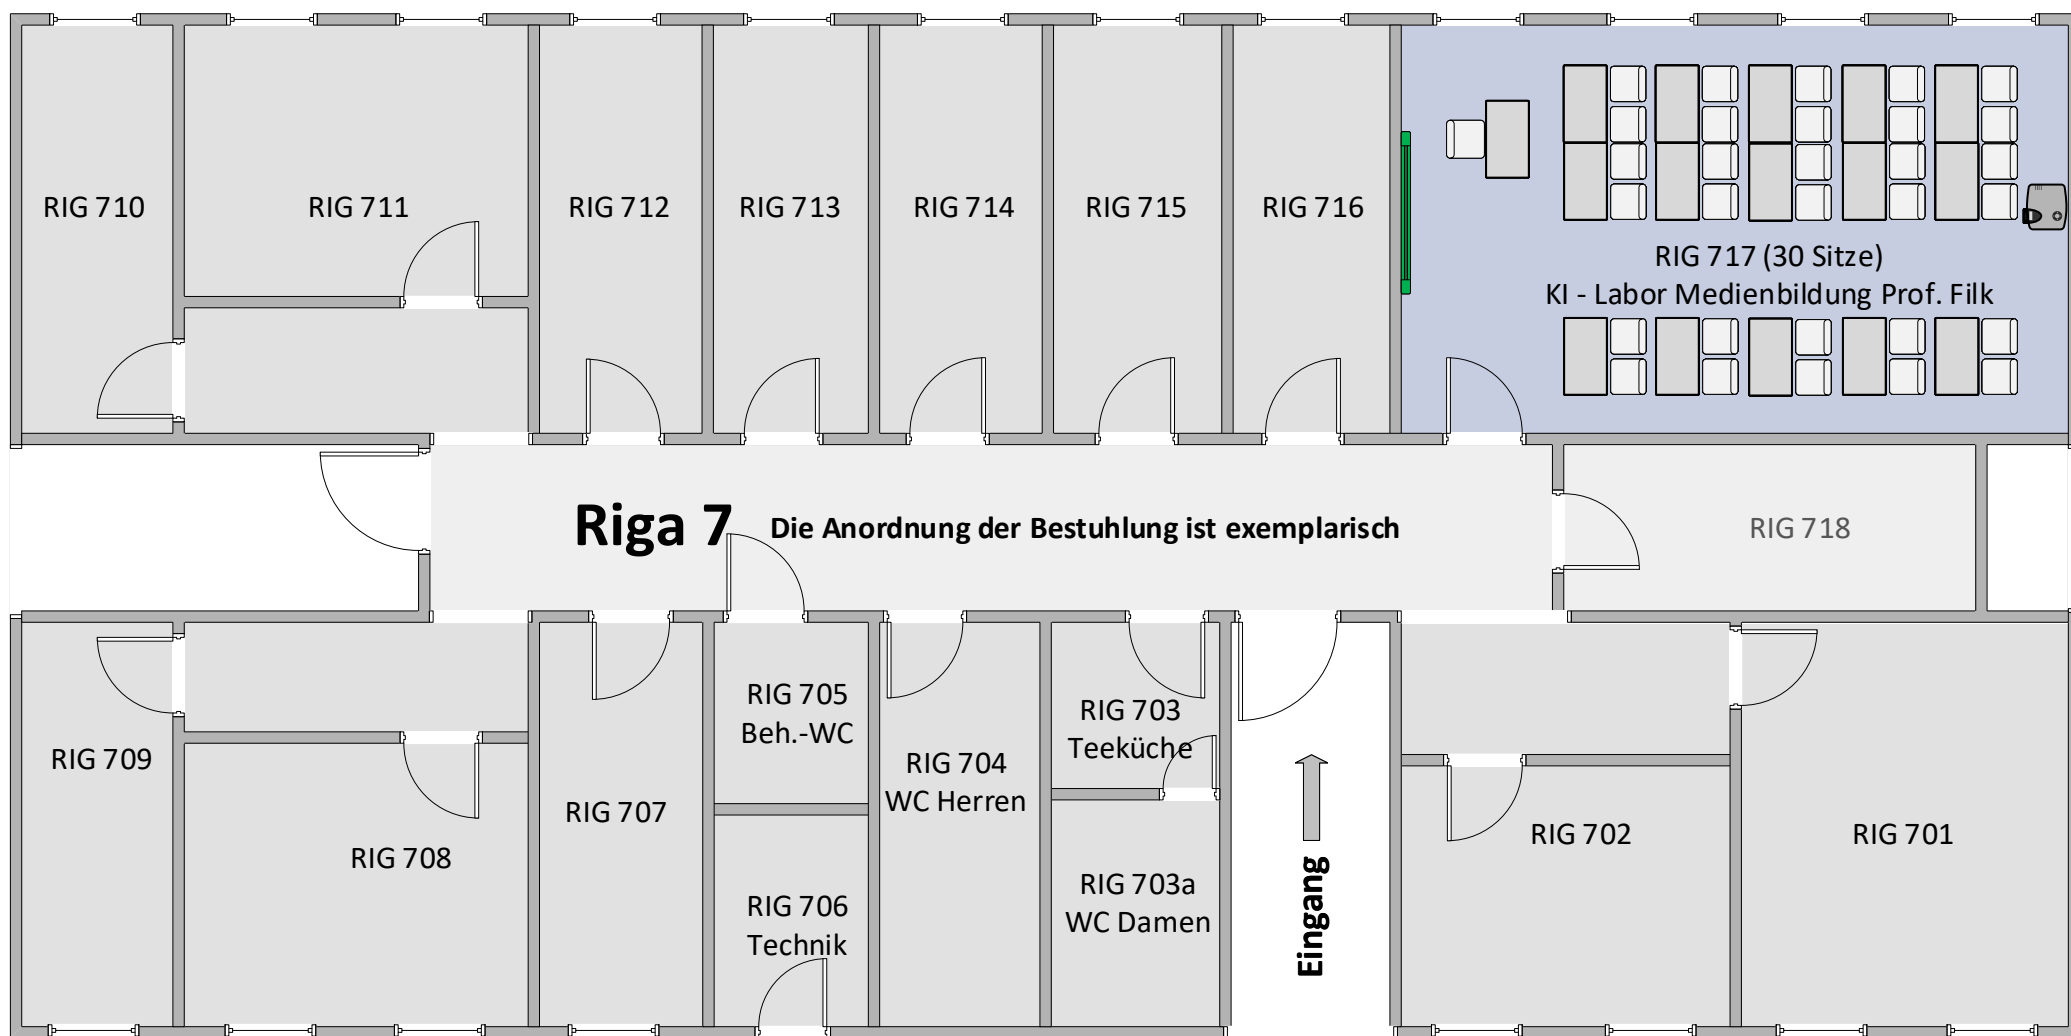 RIG 710
RIG 711
RIG 712
RIG 713
RIG 714
RIG 715
RIG 716
RIG 717 (30 Sitze)
KI - Labor Medienbildung Prof. Filk
Riga 7
Die Anordnung der Bestuhlung ist exemplarisch
RIG 718
RIG 709
RIG 708
RIG 707
RIG 705
Beh.-WC
RIG 706
Technik
RIG 704
WC Herren
RIG 703
Teeküche
RIG 703a
WC Damen
Eingang
RIG 702
RIG 701